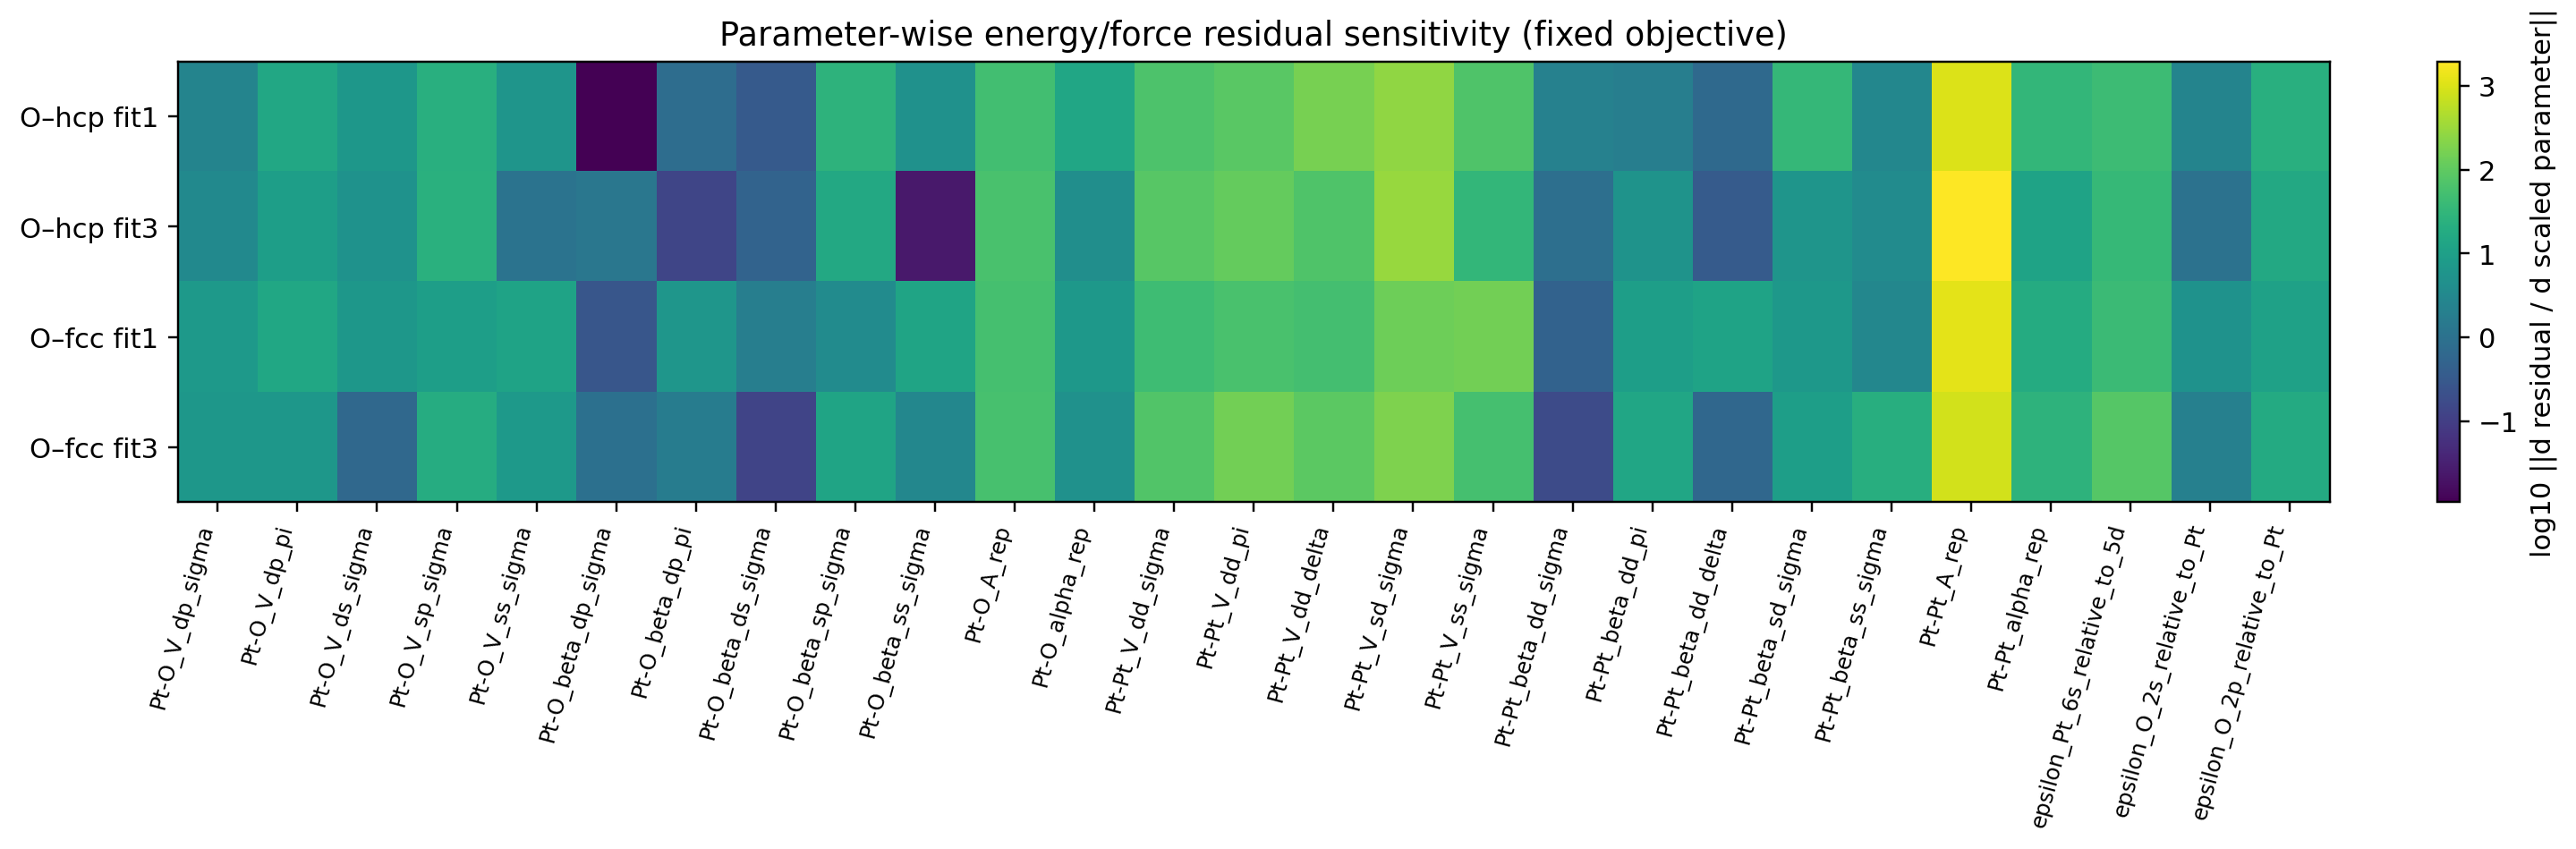 Parameter-wise energy/force residual sensitivity (fixed objective)
O–hcp fit1
O–hcp fit3
O–fcc fit1
O–fcc fit3
Pt-O_V_dp_sigma
Pt-O_V_dp_pi
Pt-O_V_ds_sigma
Pt-O_V_sp_sigma
Pt-O_V_ss_sigma
Pt-O_beta_dp_sigma
Pt-O_beta_dp_pi
Pt-O_beta_ds_sigma
Pt-O_beta_sp_sigma
Pt-O_beta_ss_sigma
Pt-O_A_rep
Pt-O_alpha_rep
Pt-Pt_V_dd_sigma
Pt-Pt_V_dd_pi
Pt-Pt_V_dd_delta
Pt-Pt_V_sd_sigma
Pt-Pt_V_ss_sigma
Pt-Pt_beta_dd_sigma
Pt-Pt_beta_dd_pi
Pt-Pt_beta_dd_delta
Pt-Pt_beta_sd_sigma
Pt-Pt_beta_ss_sigma
Pt-Pt_A_rep
Pt-Pt_alpha_rep
epsilon_Pt_6s_relative_to_5d
epsilon_O_2s_relative_to_Pt
epsilon_O_2p_relative_to_Pt
3
2
1
0
−1
log10 ||d residual / d scaled parameter||